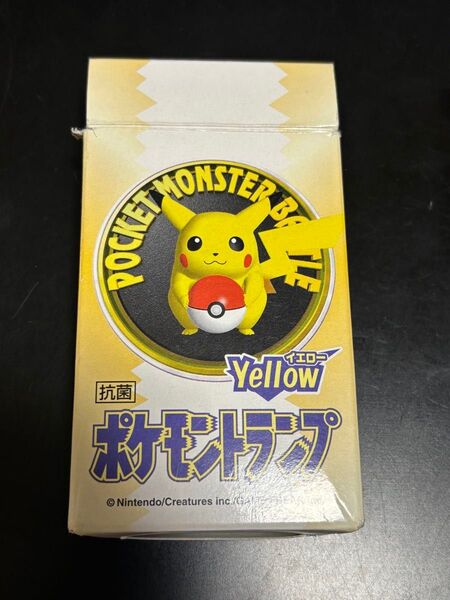 POCKET MONSTER BATTLE
イエロー
Yellow
抗菌
ポケモントランプ
© Nintendo/Creatures inc./